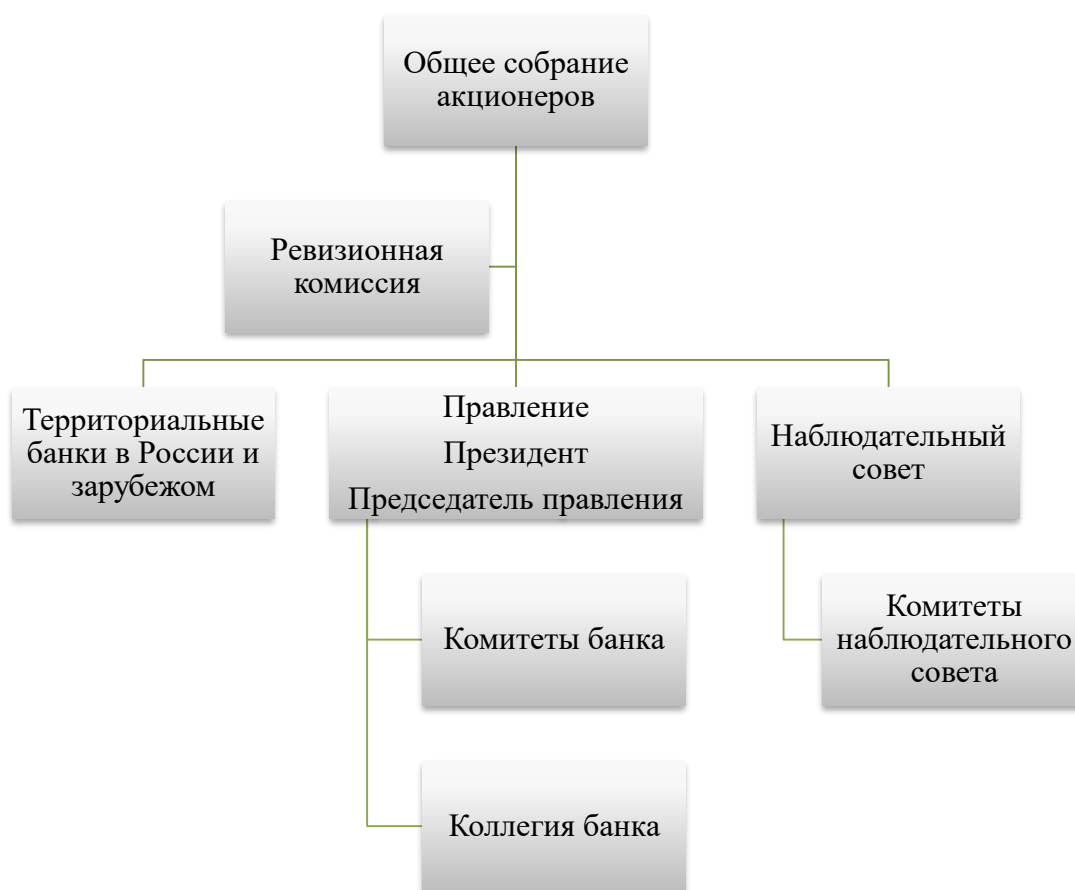 Общее собрание
акционеров
Ревизионная
комиссия
Территориальные
банки в России и
зарубежом
Правление
Президент
Председатель правления
Наблюдательный
совет
Комитеты банка
Комитеты
наблюдательного
совета
Коллегия банка